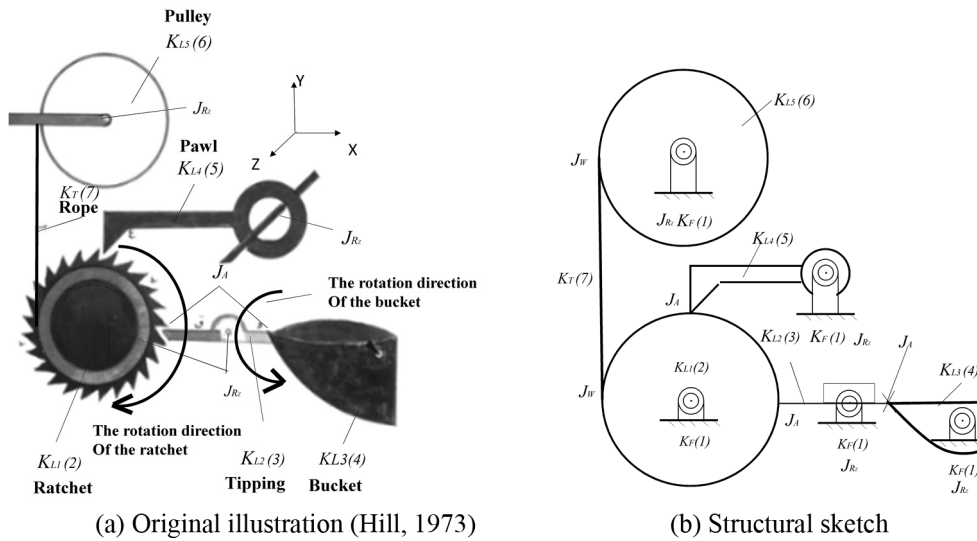 Pulley
KL5(6)
JRz
Y
X
Z
Pawl
KL4(5)
KT(7)
Rope
JRz
JA
The rotation direction
Of the bucket
JRz
The rotation direction
Of the ratchet
KL1(2)
Ratchet
KL2(3)
Tipping
KL3(4)
Bucket
(a) Original illustration (Hill, 1973)
KL5(6)
JW
JRz KF(1)
KL4(5)
KT(7)
JA
KL2(3)
KF(1)
JRz
JA
KL3(4)
KL1(2)
JW
JA
KF(1)
KF(1)
JRz
KF(1)
JRz
(b) Structural sketch